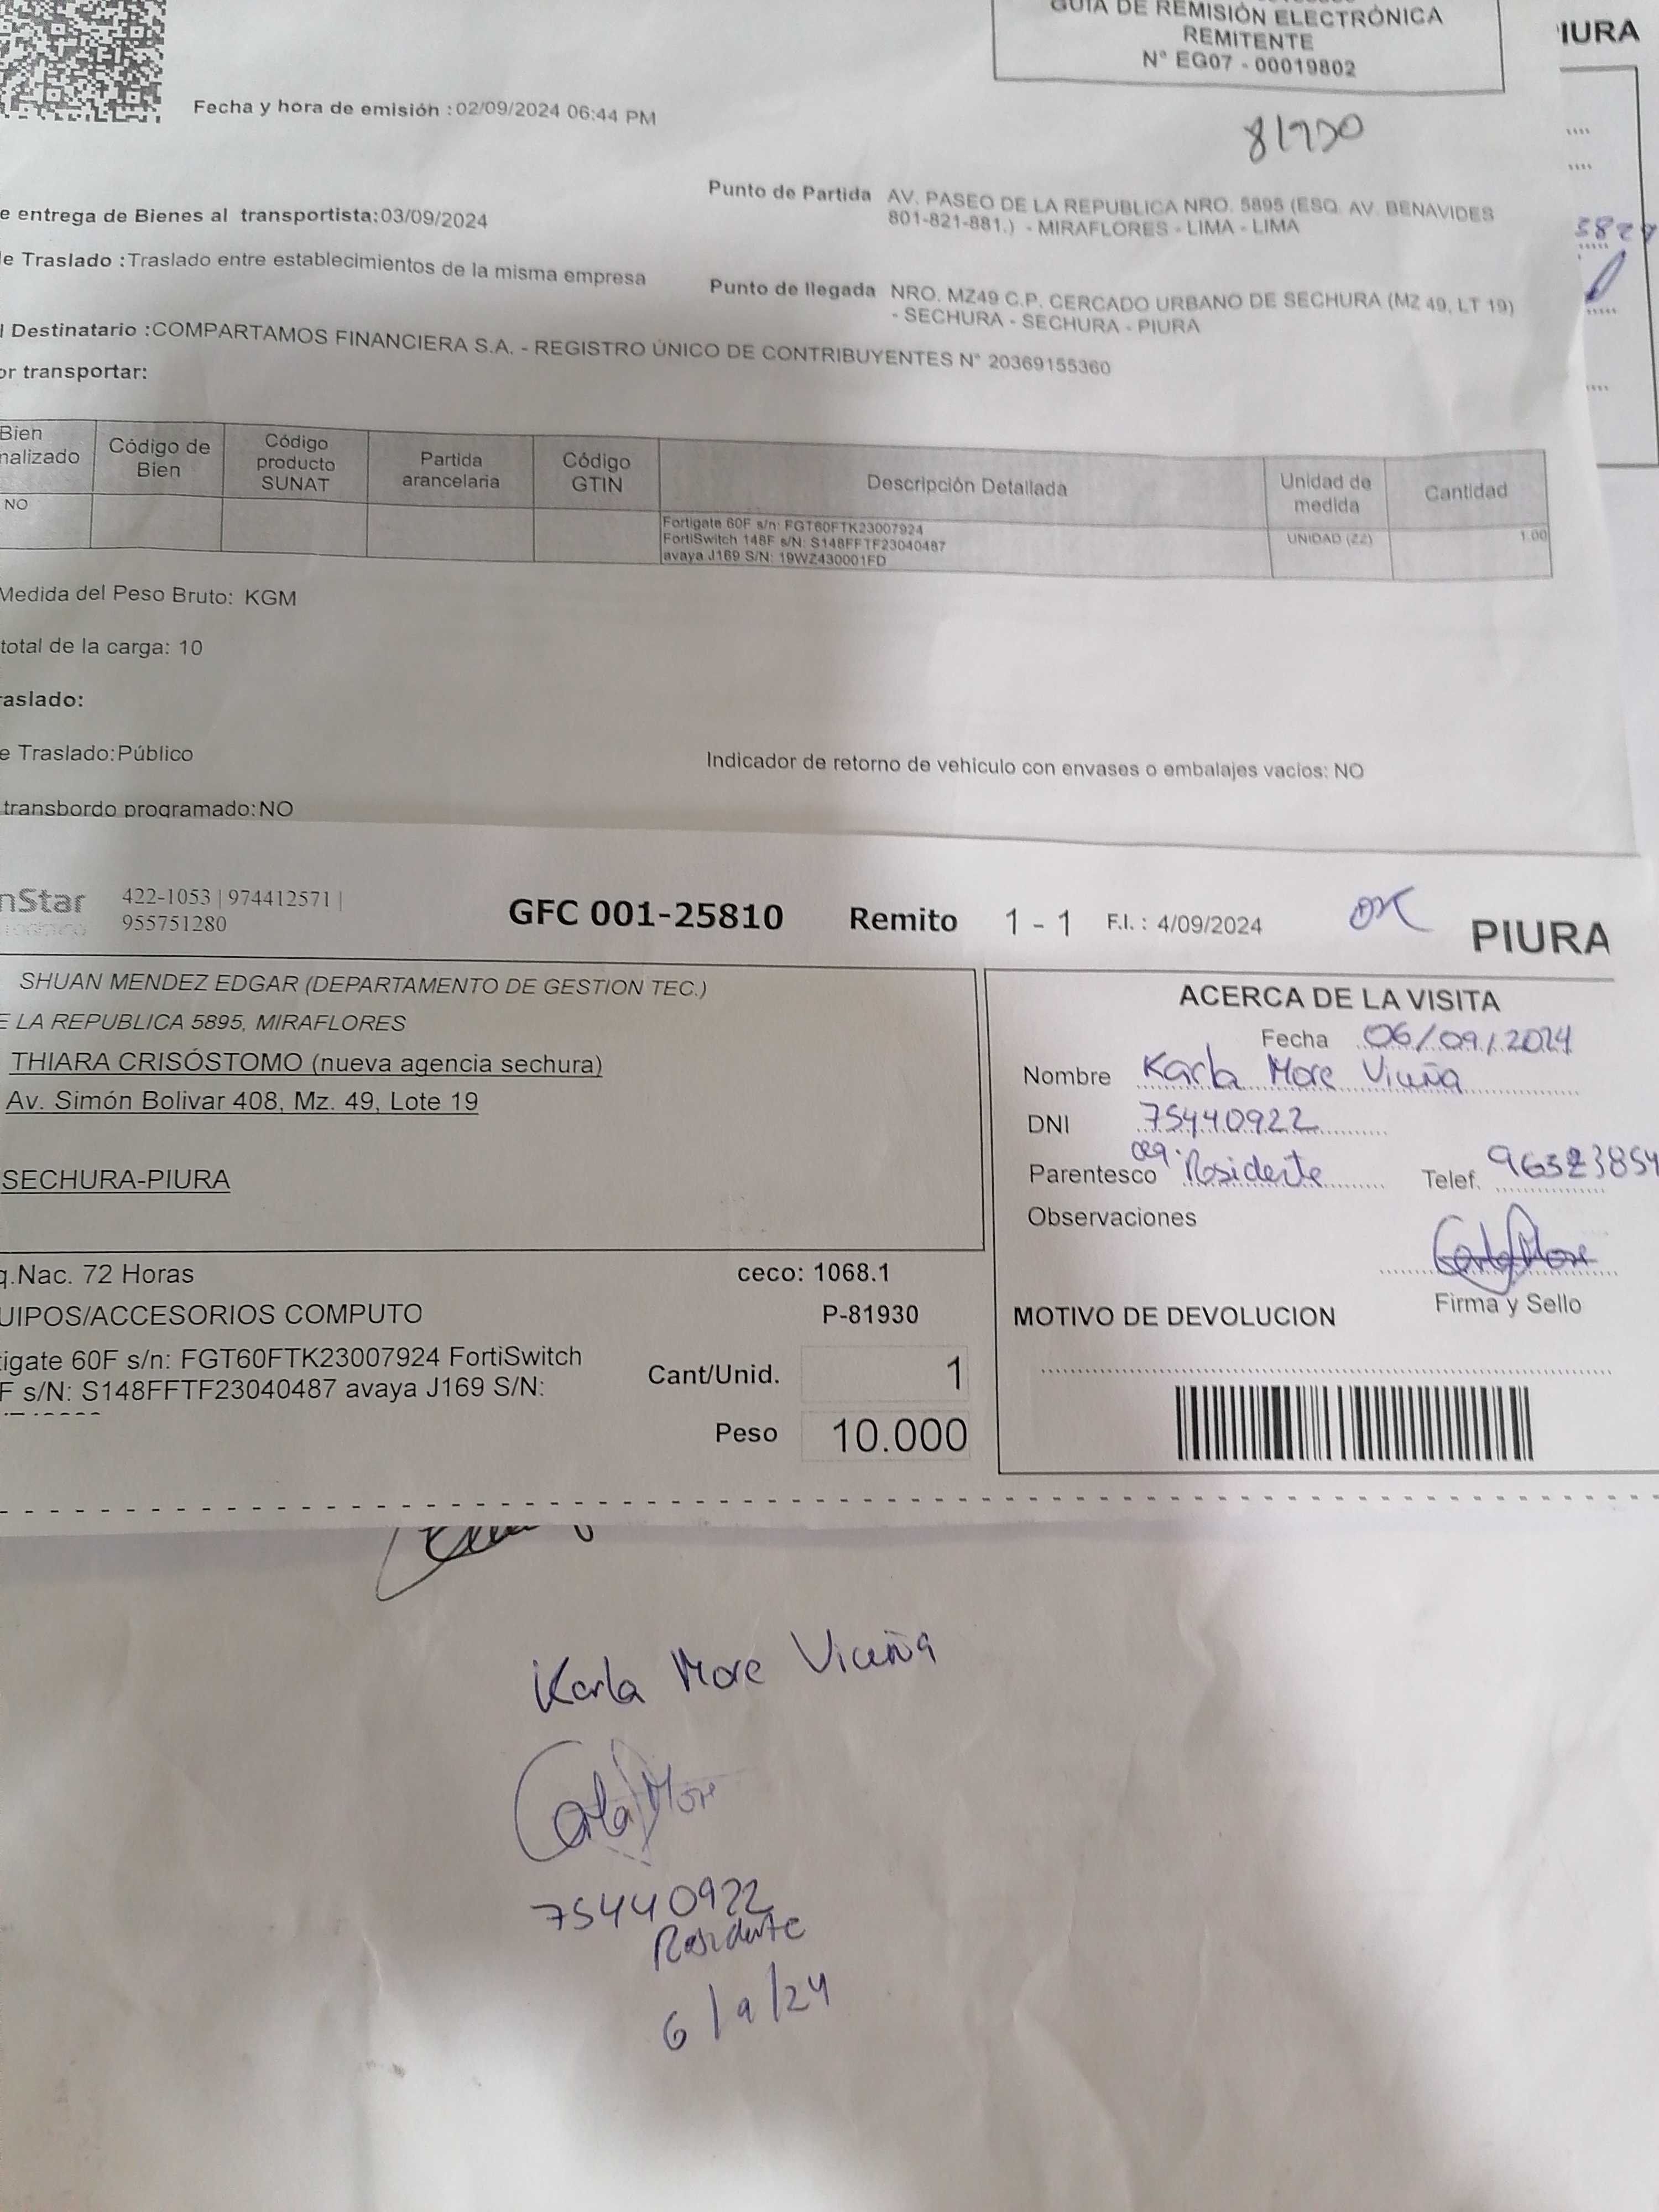 GUÍA DE REMISIÓN ELECTRÓNICA
REMITENTE
N° EG07 - 00019802
PIURA
Fecha y hora de emisión : 02/09/2024 06:44 PM
e entrega de Bienes al transportista:03/09/2024
Punto de Partida AV. PASEO DE LA REPUBLICA NRO. 5895 (ESQ. AV. BENAVIDES
801-821-881.) - MIRAFLORES - LIMA - LIMA
e Traslado :Traslado entre establecimientos de la misma empresa
Punto de llegada NRO. MZ49 C.P. CERCADO URBANO DE SECHURA (MZ 49, LT 19)
- SECHURA - SECHURA - PIURA
l Destinatario :COMPARTAMOS FINANCIERA S.A. - REGISTRO ÚNICO DE CONTRIBUYENTES N° 20369155360
or transportar:
Bien
nalizado
Código de
Bien
Código
producto
SUNAT
Partida
arancelaria
Código
GTIN
Descripción Detallada
Unidad de
medida
Cantidad
NO
Fortigate 60F s/n: FGT60FTK23007924
FortiSwitch 148F s/N: S148FFTF23040487
avaya J169 S/N: 19WZ430001FD
UNIDAD (ZZ)
1.00
Medida del Peso Bruto: KGM
total de la carga: 10
raslado:
e Traslado:Público
Indicador de retorno de vehículo con envases o embalajes vacíos: NO
transbordo programado:NO
nStar
422-1053 | 974412571 |
955751280
GFC 001-25810
Remito
1 - 1
F.I. : 4/09/2024
OK
PIURA
SHUAN MENDEZ EDGAR (DEPARTAMENTO DE GESTION TEC.)
E LA REPUBLICA 5895, MIRAFLORES
THIARA CRISÓSTOMO (nueva agencia sechura)
Av. Simón Bolivar 408, Mz. 49, Lote 19
SECHURA-PIURA
ACERCA DE LA VISITA
Fecha 06/09/2024
Nombre Karla More Vicuña
DNI 75440922
Parentesco Residente
Telef.
Observaciones
Firma y Sello
q.Nac. 72 Horas
ceco: 1068.1
UIPOS/ACCESORIOS COMPUTO
P-81930
MOTIVO DE DEVOLUCION
tigate 60F s/n: FGT60FTK23007924 FortiSwitch
F s/N: S148FFTF23040487 avaya J169 S/N:
Cant/Unid. 1
Peso 10.000
Karla More Vicuña
Karla More
75440922
Residente
6/9/24